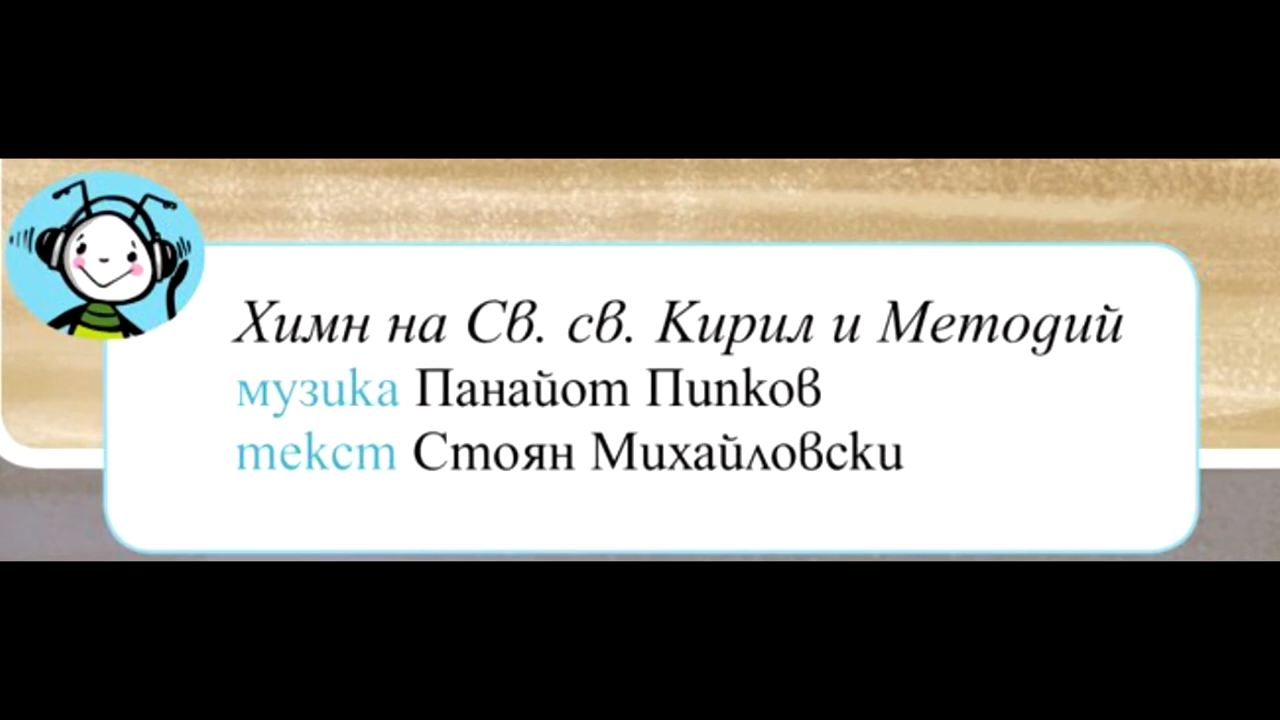 Химн на Св. св. Кирил и Методий
музика Панайот Пипков
текст Стоян Михайловски